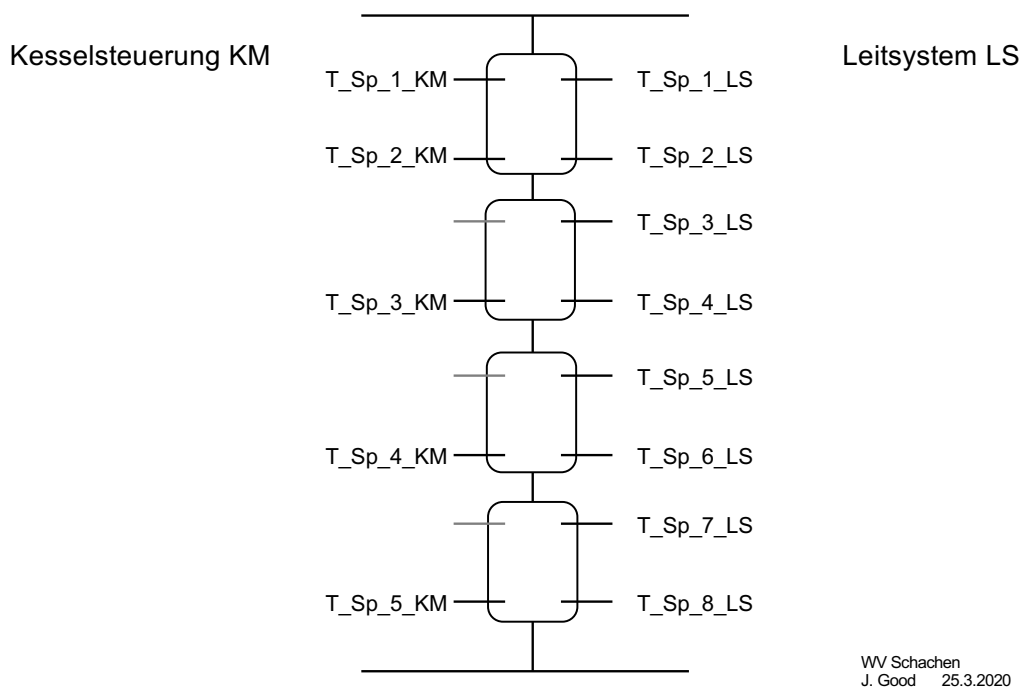 Kesselsteuerung KM
Leitsystem LS
T_Sp_1_KM
T_Sp_1_LS
T_Sp_2_KM
T_Sp_2_LS
T_Sp_3_LS
T_Sp_3_KM
T_Sp_4_LS
T_Sp_5_LS
T_Sp_4_KM
T_Sp_6_LS
T_Sp_7_LS
T_Sp_5_KM
T_Sp_8_LS
WV Schachen
J. Good 25.3.2020